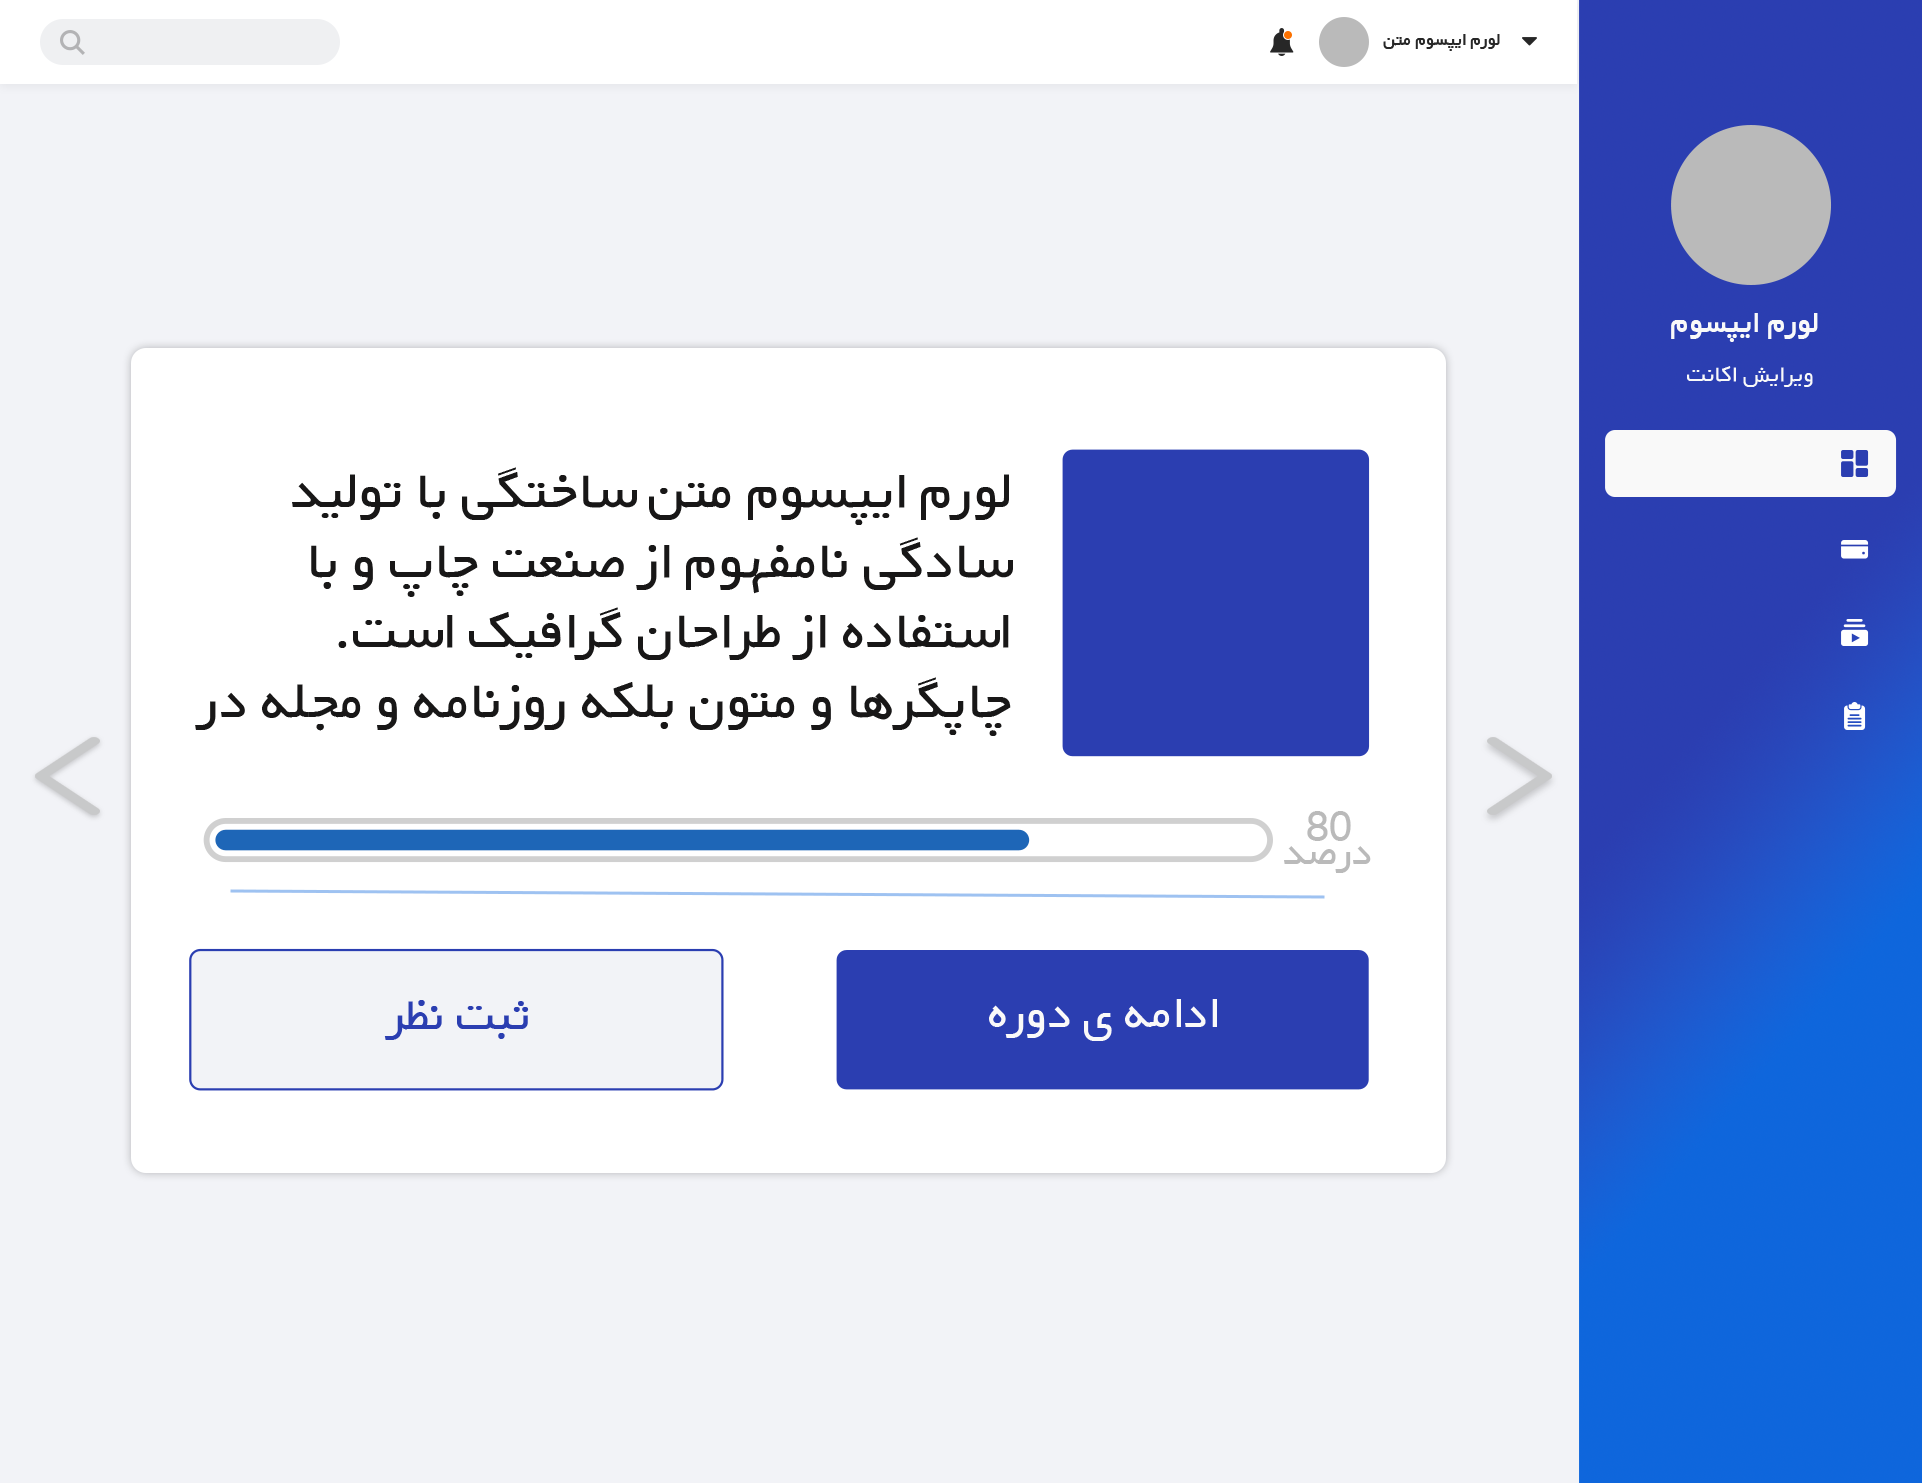 لورم ایپسوم متن
لورم ایپسوم
ویرایش اکانت
لورم ایپسوم متن ساختگی با تولید
سادگی نامفهوم از صنعت چاپ و با
استفاده از طراحان گرافیک است.
چاپگرها و متون بلکه روزنامه و مجله در
80
درصد
ادامه ی دوره
ثبت نظر